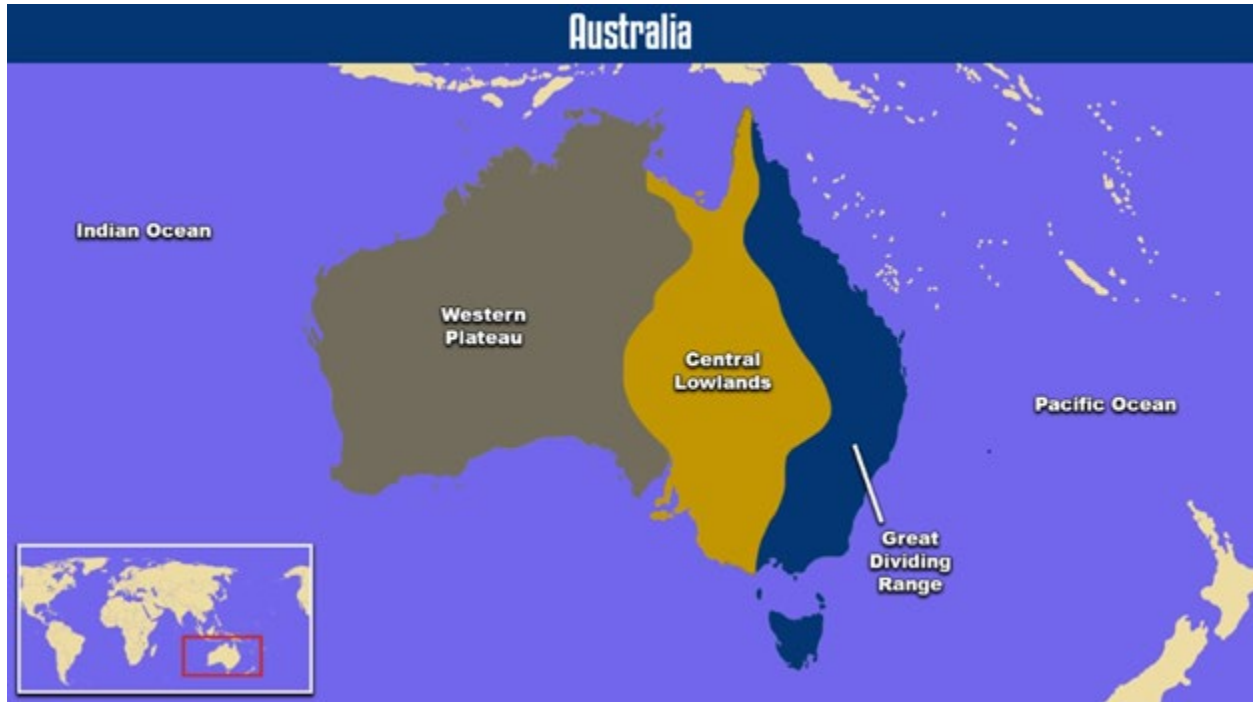 Australia
Indian Ocean
Western
Plateau
Central
Lowlands
Pacific Ocean
Great
Dividing
Range